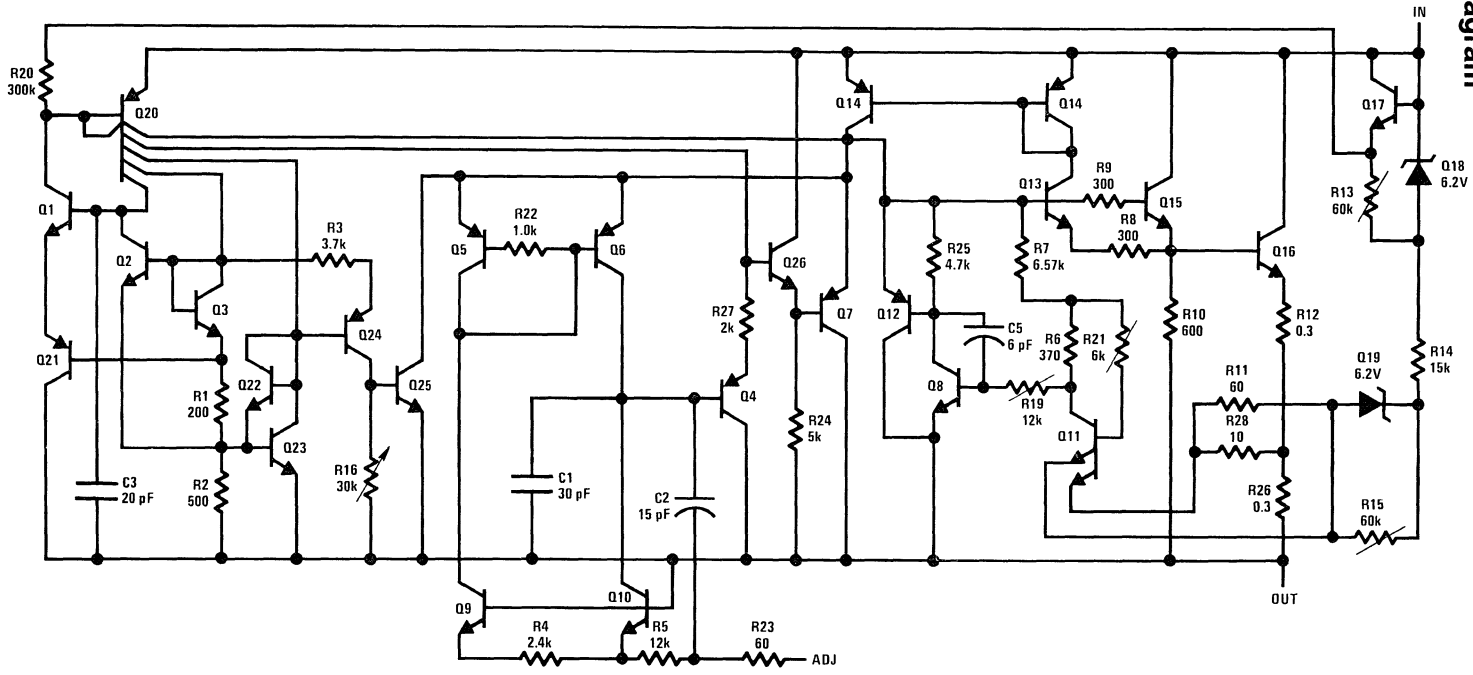 agram
IN
R20
300k
Q20
Q14
Q14
Q17
Q18
6.2V
R13
60k
Q1
Q13
R9
300
Q15
R3
3.7k
R22
1.0k
Q5
Q6
R8
300
Q2
Q26
R25
4.7k
R7
6.57k
Q16
Q3
Q24
R27
2k
Q7
Q12
C5
6 pF
R10
600
R12
0.3
R6
370
R21
6k
Q21
Q22
Q25
Q19
6.2V
R14
15k
R1
200
Q4
Q8
R19
12k
R11
60
R24
5k
Q11
R28
10
Q23
R16
30k
C3
20 pF
R2
500
C1
30 pF
C2
15 pF
R26
0.3
R15
60k
Q9
Q10
OUT
R4
2.4k
R5
12k
R23
60
ADJ